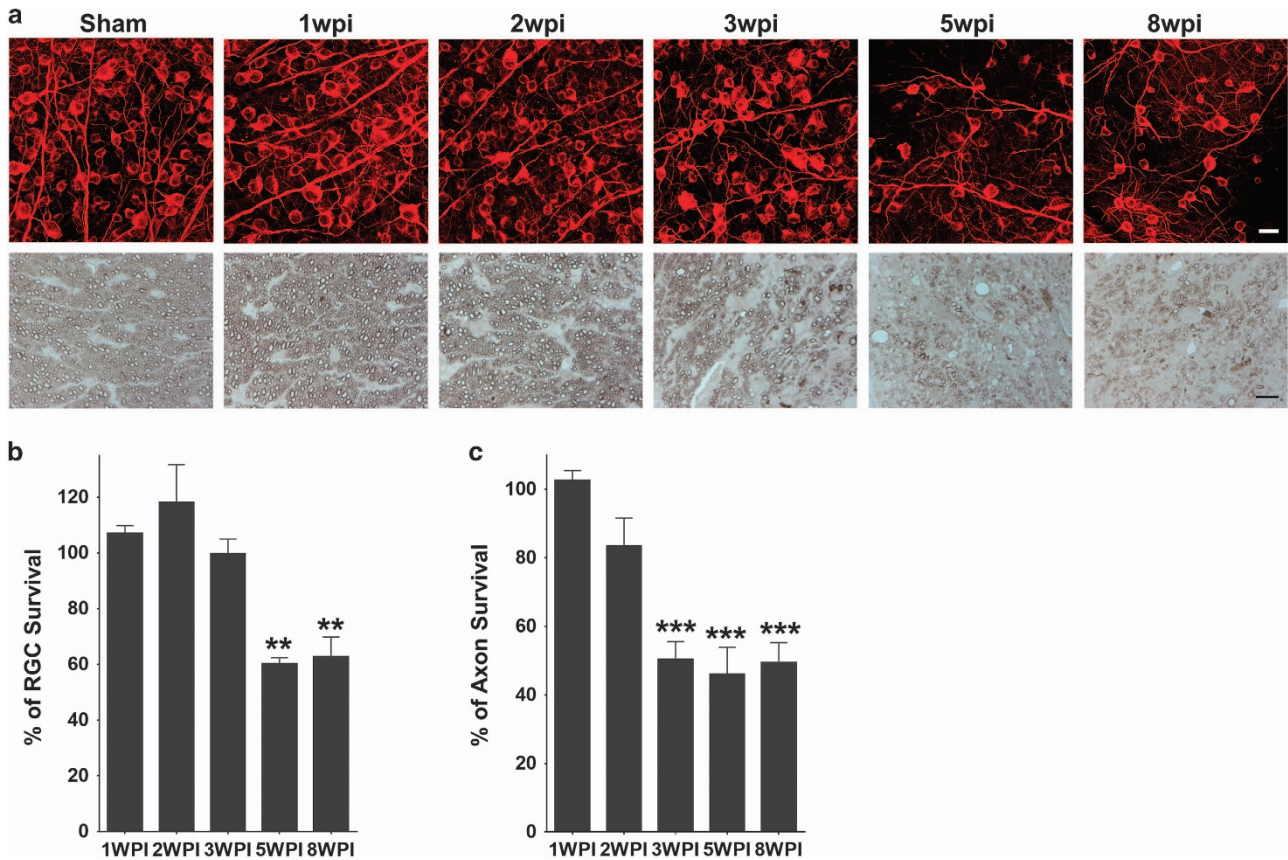 a
Sham 1wpi 2wpi 3wpi 5wpi 8wpi
b
% of RGC Survival
120
100
80
60
40
20
0
** **
1WPI 2WPI 3WPI 5WPI 8WPI
c
% of Axon Survival
100
80
60
40
20
0
*** *** ***
1WPI 2WPI 3WPI 5WPI 8WPI